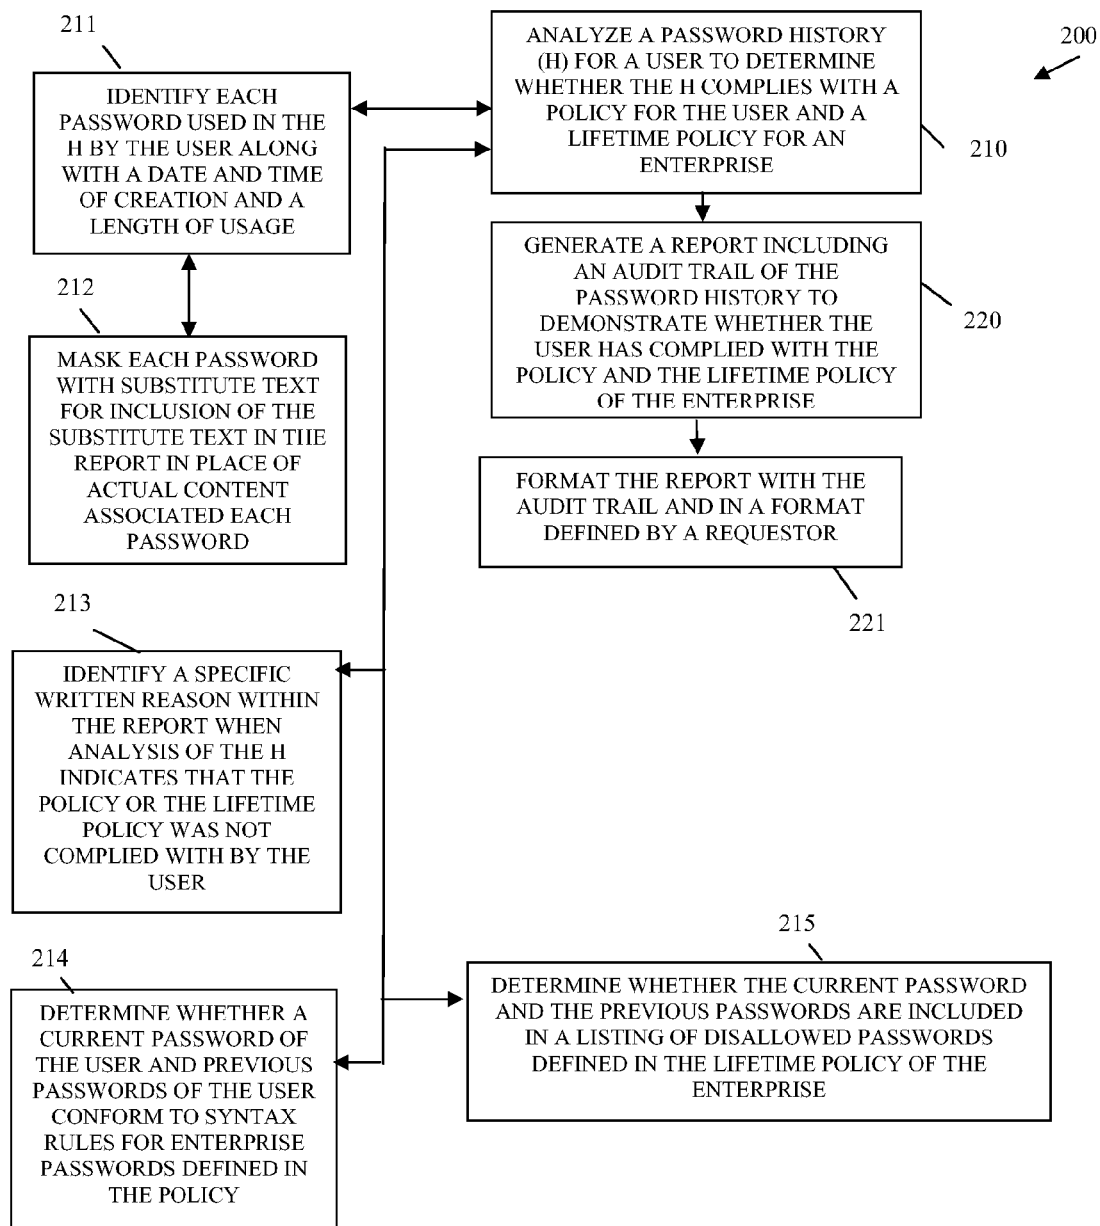 211
IDENTIFY EACH
PASSWORD USED IN THE
H BY THE USER ALONG
WITH A DATE AND TIME
OF CREATION AND A
LENGTH OF USAGE
ANALYZE A PASSWORD HISTORY
(H) FOR A USER TO DETERMINE
WHETHER THE H COMPLIES WITH A
POLICY FOR THE USER AND A
LIFETIME POLICY FOR AN
ENTERPRISE
200
210
212
MASK EACH PASSWORD
WITH SUBSTITUTE TEXT
FOR INCLUSION OF THE
SUBSTITUTE TEXT IN THE
REPORT IN PLACE OF
ACTUAL CONTENT
ASSOCIATED EACH
PASSWORD
GENERATE A REPORT INCLUDING
AN AUDIT TRAIL OF THE
PASSWORD HISTORY TO
DEMONSTRATE WHETHER THE
USER HAS COMPLIED WITH THE
POLICY AND THE LIFETIME POLICY
OF THE ENTERPRISE
220
FORMAT THE REPORT WITH THE
AUDIT TRAIL AND IN A FORMAT
DEFINED BY A REQUESTOR
221
213
IDENTIFY A SPECIFIC
WRITTEN REASON WITHIN
THE REPORT WHEN
ANALYSIS OF THE H
INDICATES THAT THE
POLICY OR THE LIFETIME
POLICY WAS NOT
COMPLIED WITH BY THE
USER
214
DETERMINE WHETHER A
CURRENT PASSWORD OF
THE USER AND PREVIOUS
PASSWORDS OF THE USER
CONFORM TO SYNTAX
RULES FOR ENTERPRISE
PASSWORDS DEFINED IN
THE POLICY
215
DETERMINE WHETHER THE CURRENT PASSWORD
AND THE PREVIOUS PASSWORDS ARE INCLUDED
IN A LISTING OF DISALLOWED PASSWORDS
DEFINED IN THE LIFETIME POLICY OF THE
ENTERPRISE